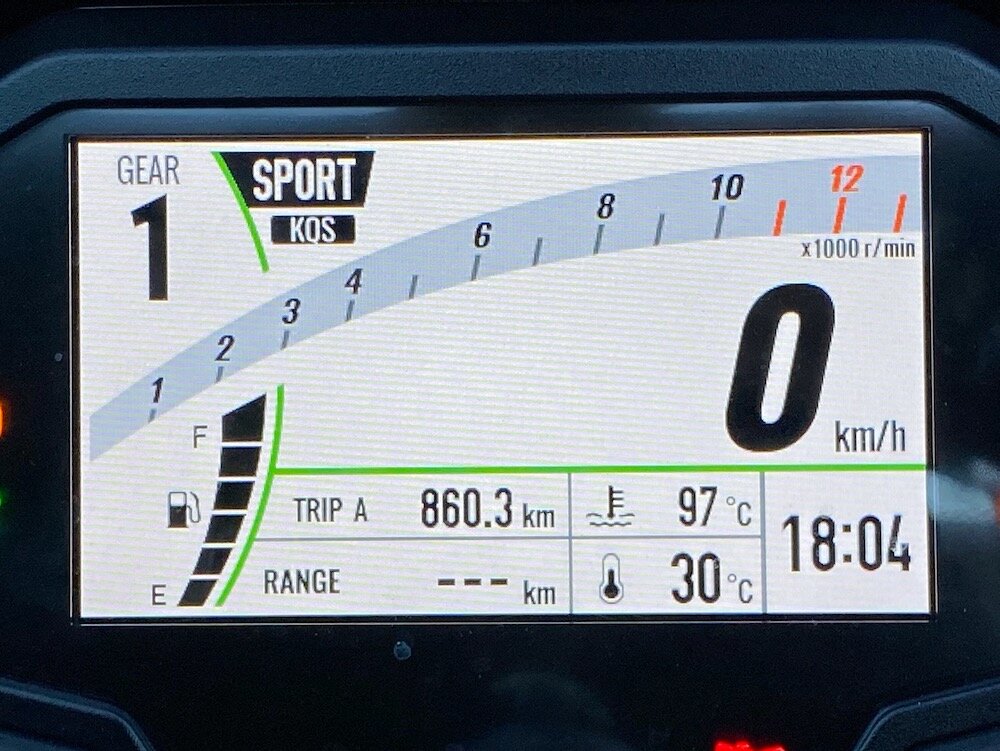 GEAR
1
SPORT
KQS
1 2 3 4 6 8 10 12
x1000 r/min
0 km/h
F
E
TRIP A 860.3 km
97 °C
18:04
RANGE --- km
30 °C